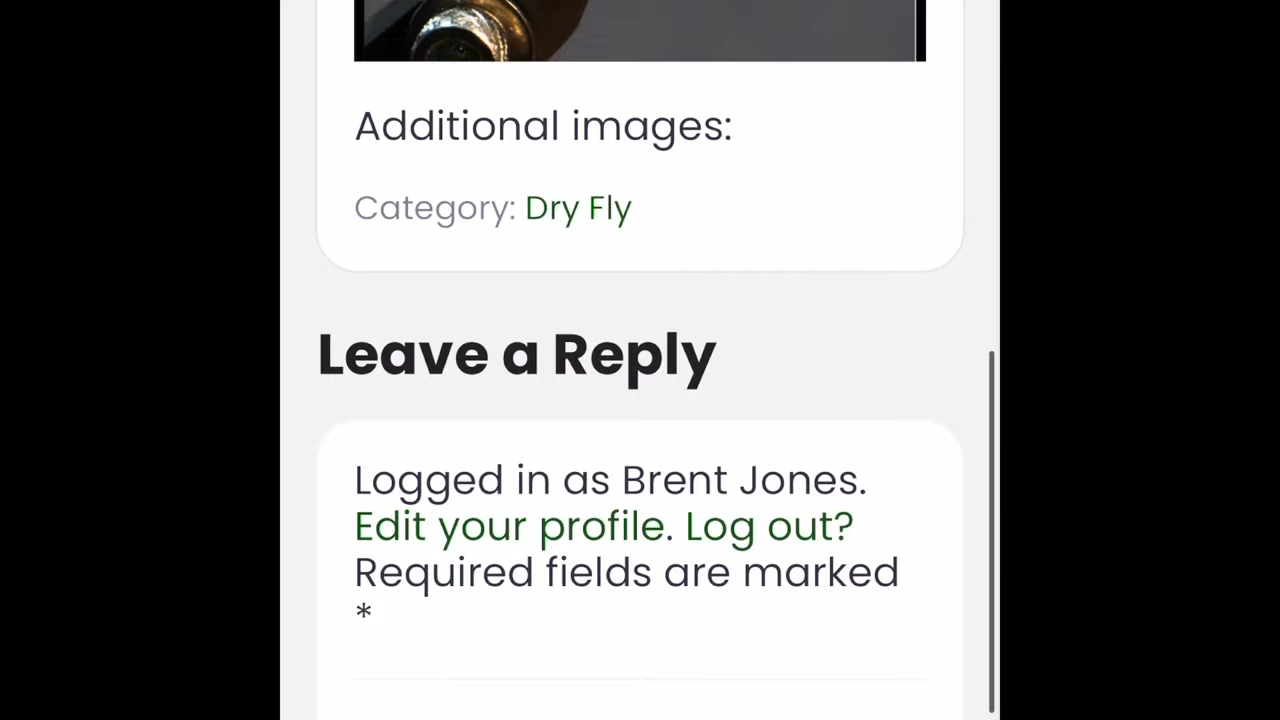 Additional images:
Category: Dry Fly
Leave a Reply
Logged in as Brent Jones.
Edit your profile. Log out?
Required fields are marked
*